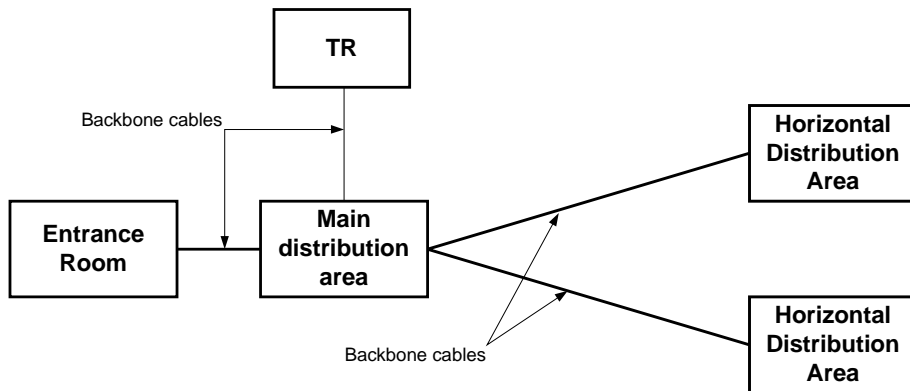 TR
Backbone cables
Horizontal
Distribution
Area
Entrance
Room
Main
distribution
area
Backbone cables
Horizontal
Distribution
Area